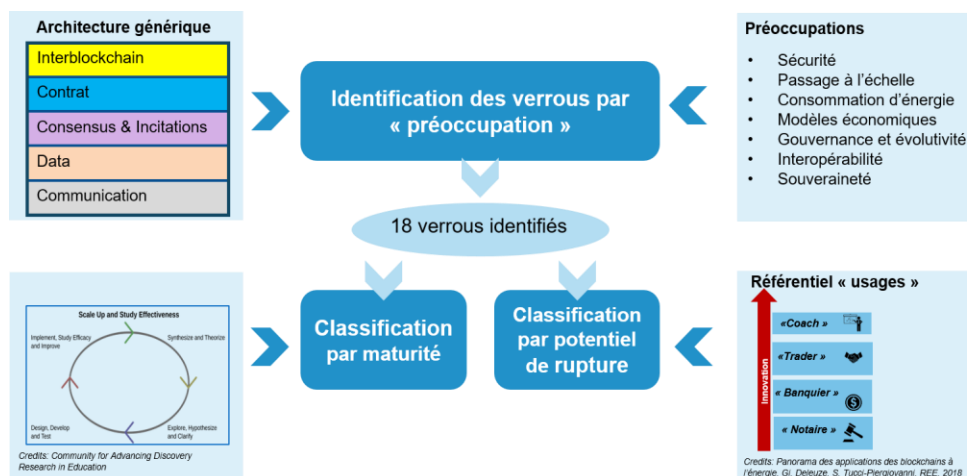 Architecture générique
Interblockchain
Contrat
Consensus & Incitations
Data
Communication
Identification des verrous par
« préoccupation »
Préoccupations
• Sécurité
• Passage à l'échelle
• Consommation d'énergie
• Modèles économiques
• Gouvernance et évolutivité
• Interopérabilité
• Souveraineté
18 verrous identifiés
Scale Up and Study Effectiveness
Implement, Study Efficacy
and Improve
Synthesize and Theorize
Design, Develop
and Test
Explore, Hypothesize
and Clarify
Credits: Community for Advancing Discovery
Research in Education
Classification
par maturité
Classification
par potentiel
de rupture
Référentiel « usages »
Innovation
«Coach »
«Trader »
« Banquier »
« Notaire »
Credits: Panorama des applications des blockchains à
l'énergie, Gi. Dejeuze, S. Tucci-Piergiovanni, REE, 2018